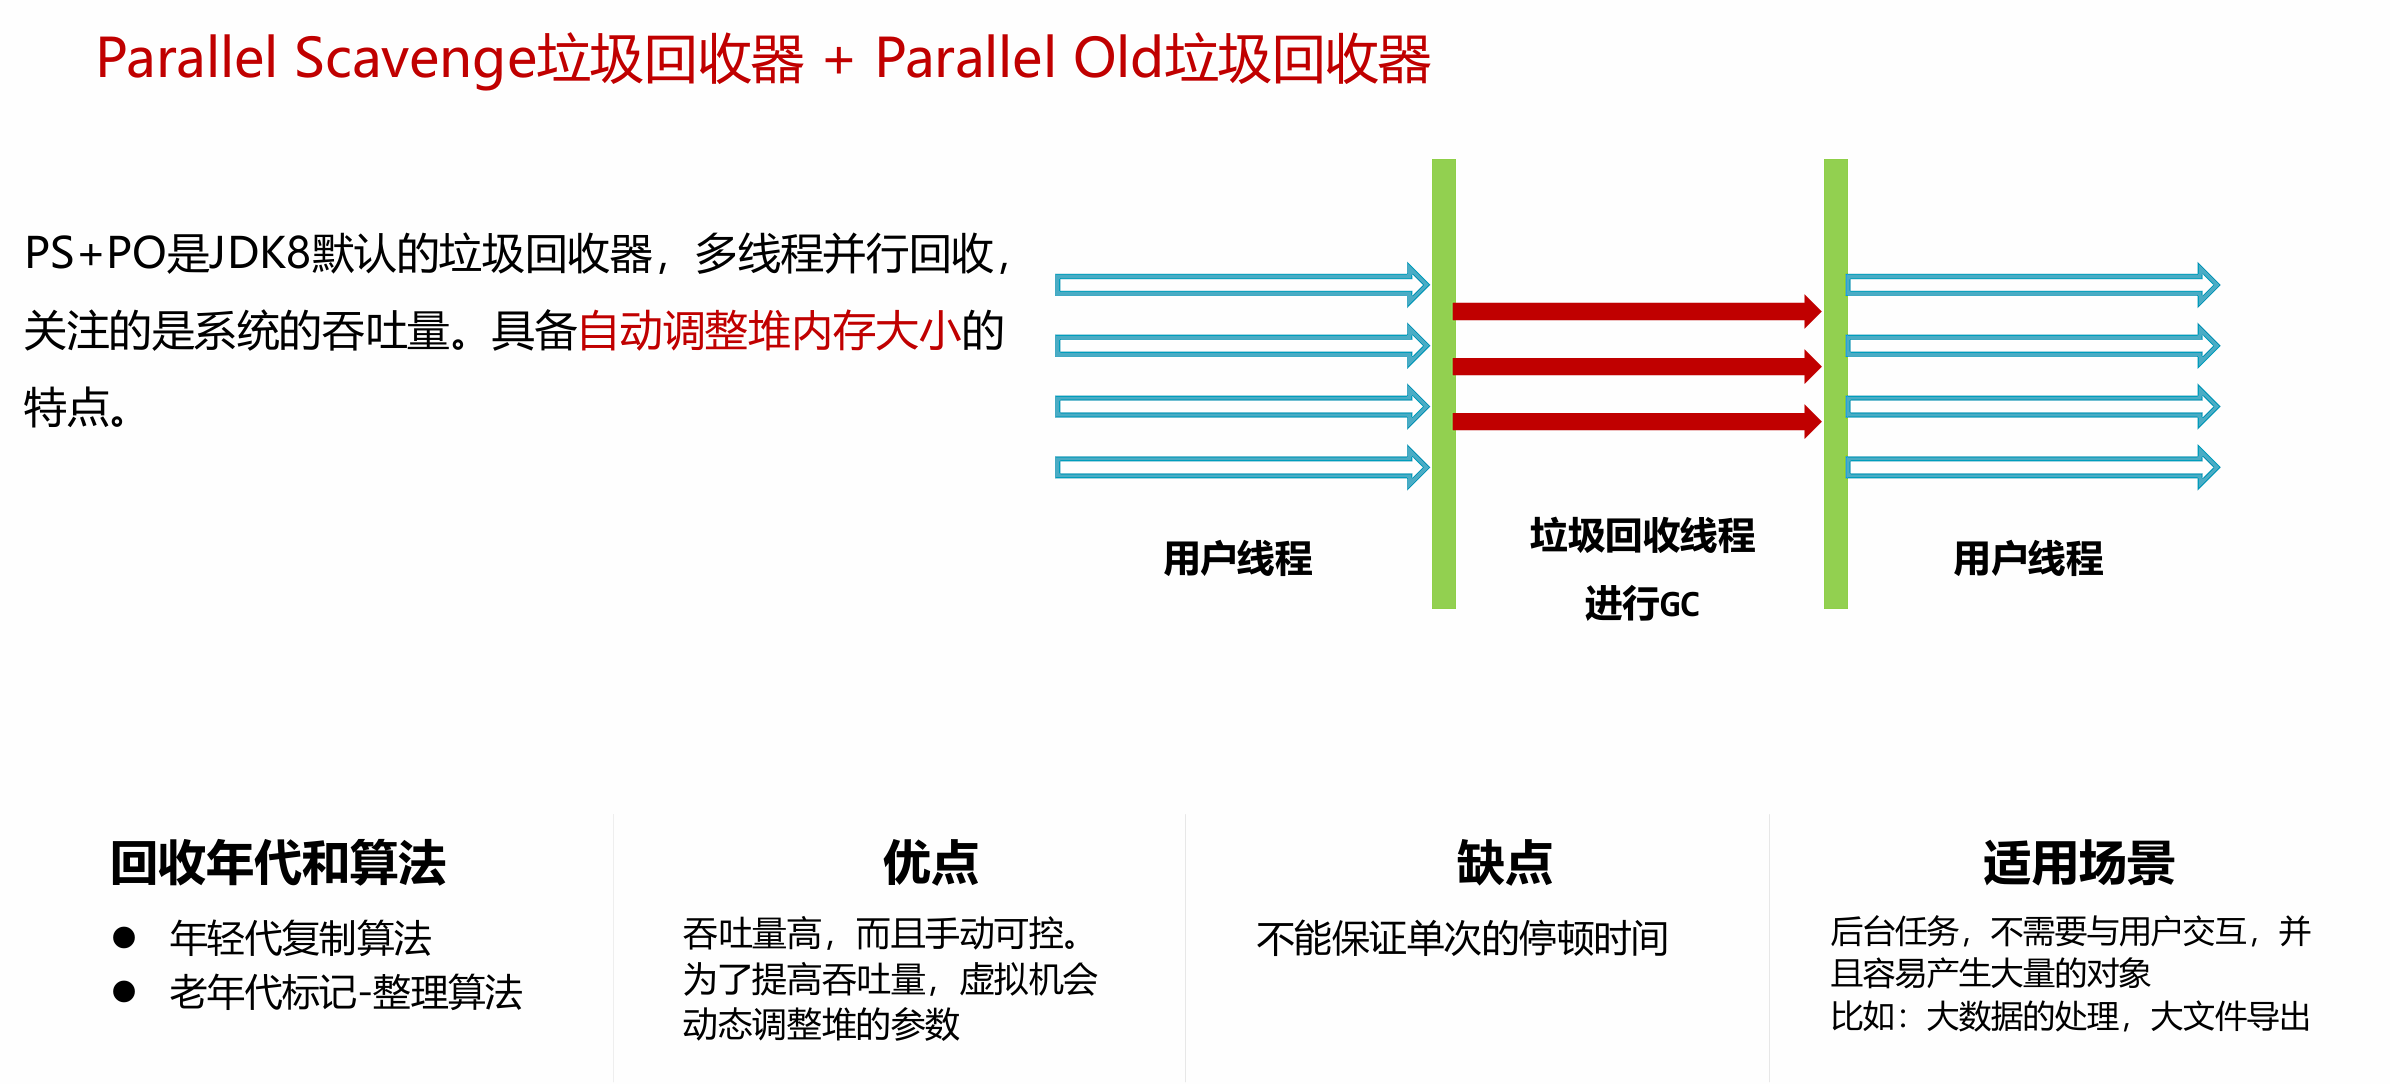 Parallel Scavenge垃圾回收器 + Parallel Old垃圾回收器
PS+PO是JDK8默认的垃圾回收器，多线程并行回收，
关注的是系统的吞吐量。具备自动调整堆内存大小的
特点。
用户线程
垃圾回收线程
进行GC
用户线程
回收年代和算法
● 年轻代复制算法
● 老年代标记-整理算法
优点
吞吐量高，而且手动可控。
为了提高吞吐量，虚拟机会
动态调整堆的参数
缺点
不能保证单次的停顿时间
适用场景
后台任务，不需要与用户交互，并
且容易产生大量的对象
比如：大数据的处理，大文件导出